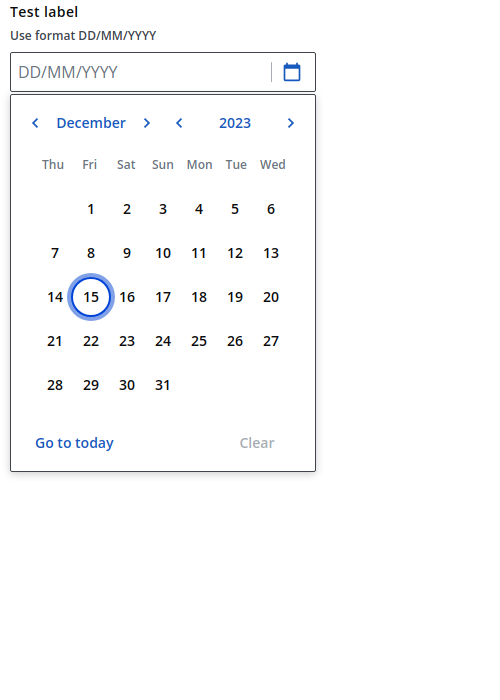 Test label
Use format DD/MM/YYYY
DD/MM/YYYY
December 2023
Thu Fri Sat Sun Mon Tue Wed
1 2 3 4 5 6
7 8 9 10 11 12 13
14 15 16 17 18 19 20
21 22 23 24 25 26 27
28 29 30 31
Go to today Clear